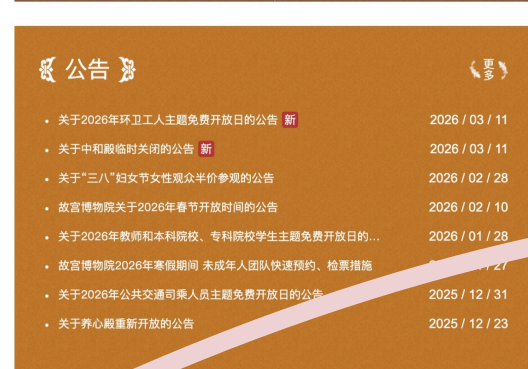 公告
更多
关于2026年环卫工人主题免费开放日的公告 新 2026 / 03 / 11
关于中和殿临时关闭的公告 新 2026 / 03 / 11
关于“三八”妇女节女性观众半价参观的公告 2026 / 02 / 28
故宫博物院关于2026年春节开放时间的公告 2026 / 02 / 10
关于2026年教师和本科院校、专科院校学生主题免费开放日的... 2026 / 01 / 28
故宫博物院2026年寒假期间 未成年人团队快速预约、检票措施
关于2026年公共交通司乘人员主题免费开放日的公告 2025 / 12 / 31
关于养心殿重新开放的公告 2025 / 12 / 23